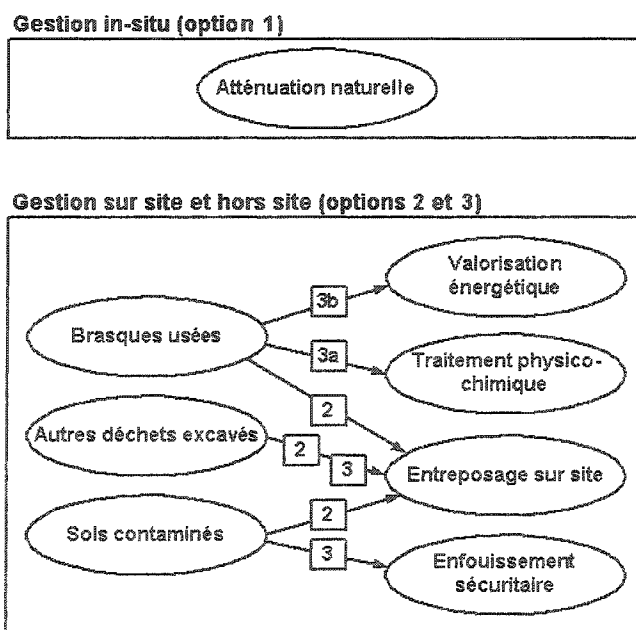 Gestion in-situ (option 1)
Atténuation naturelle
Gestion sur site et hors site (options 2 et 3)
Valorisation
énergétique
3b
Brasques usées
3a
Traitement physico-
chimique
2
Autres déchets excavés
2
3
Entreposage sur site
2
Sols contaminés
3
Enfouissement
sécuritaire